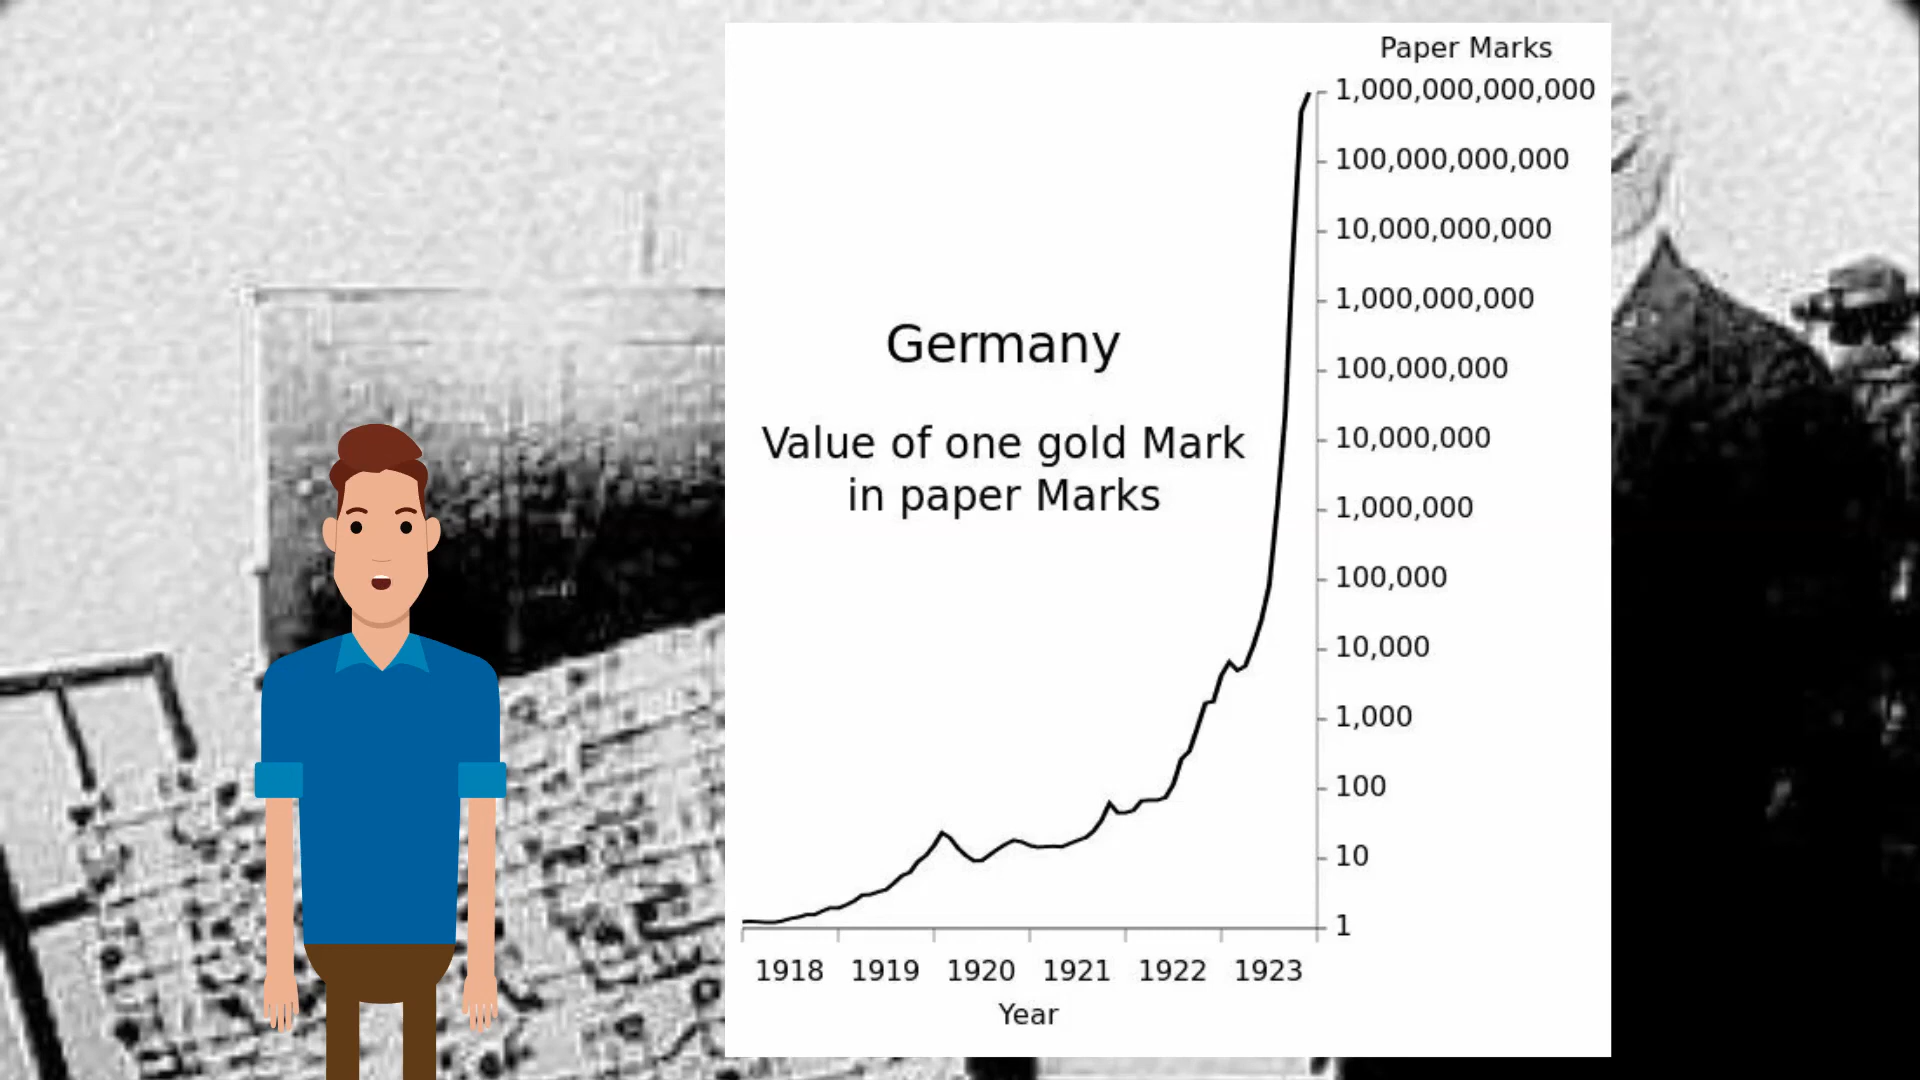 Paper Marks
1,000,000,000,000
100,000,000,000
10,000,000,000
1,000,000,000
Germany
100,000,000
Value of one gold Mark
10,000,000
in paper Marks
1,000,000
100,000
10,000
1,000
100
10
1
1918 1919 1920 1921 1922 1923
Year